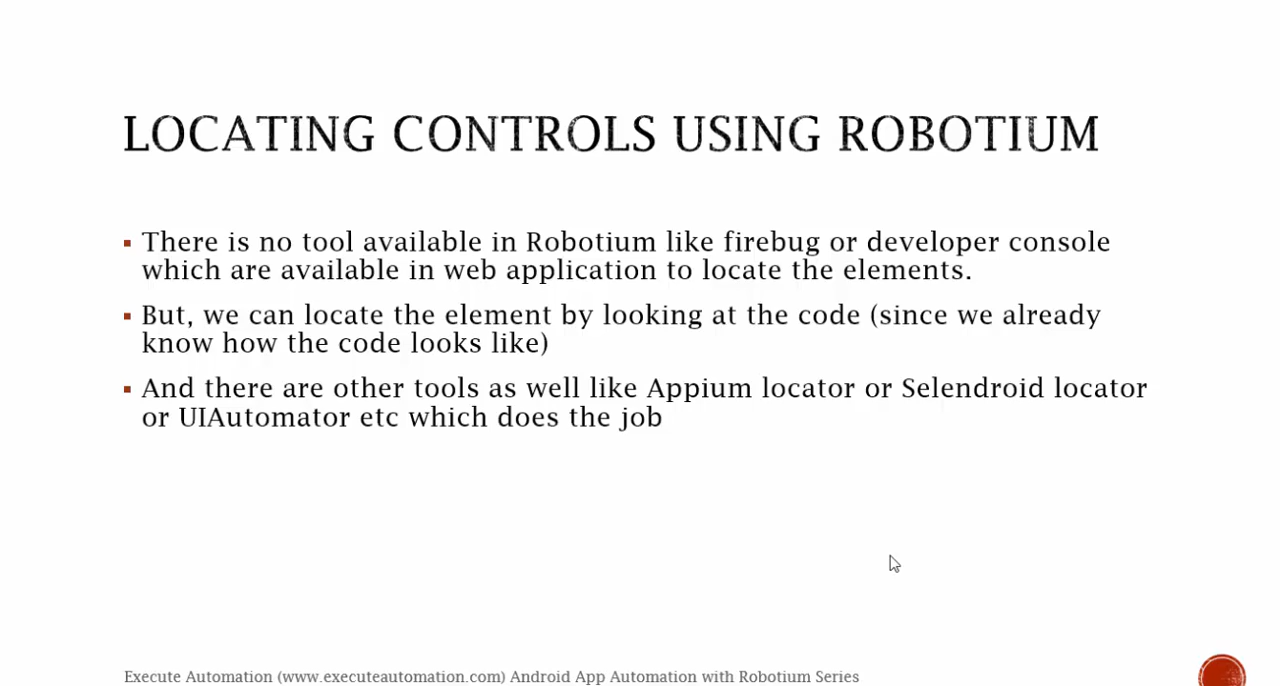 LOCATING CONTROLS USING ROBOTIUM
There is no tool available in Robotium like firebug or developer console
which are available in web application to locate the elements.
But, we can locate the element by looking at the code (since we already
know how the code looks like)
And there are other tools as well like Appium locator or Selendroid locator
or UIAutomator etc which does the job
Execute Automation (www.executeautomation.com) Android App Automation with Robotium Series